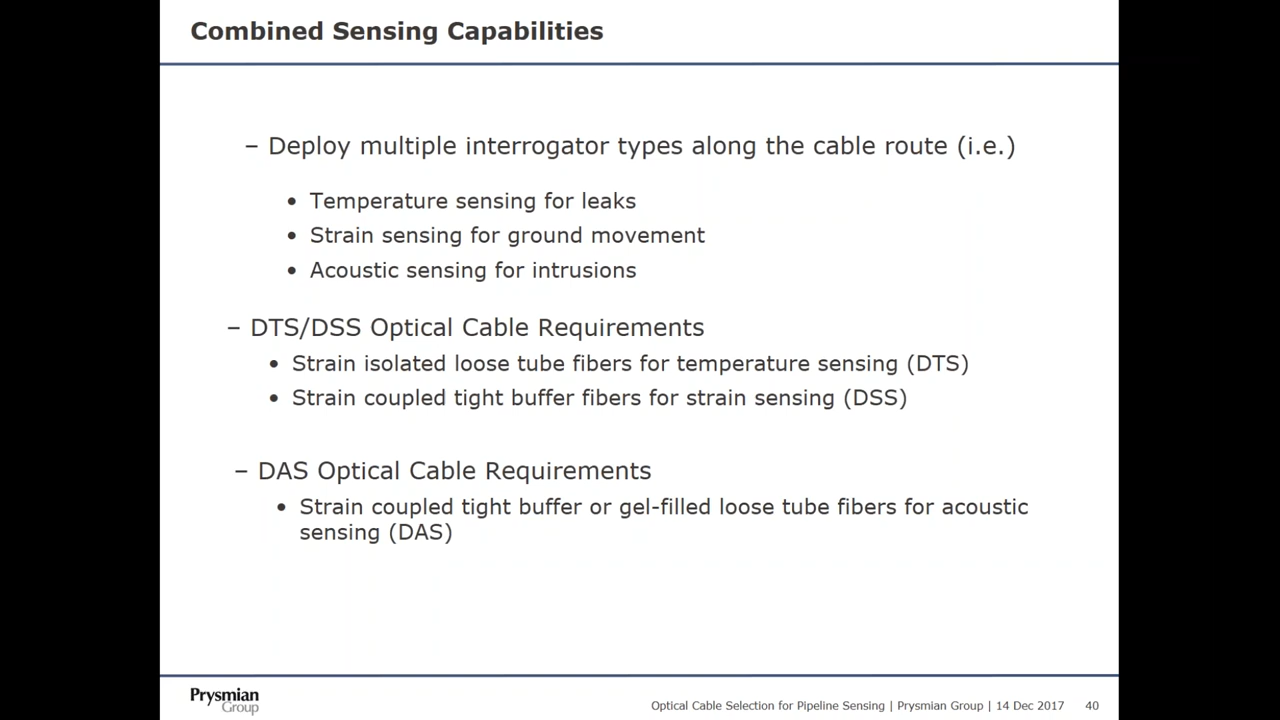 Combined Sensing Capabilities
– Deploy multiple interrogator types along the cable route (i.e.)
• Temperature sensing for leaks
• Strain sensing for ground movement
• Acoustic sensing for intrusions
– DTS/DSS Optical Cable Requirements
• Strain isolated loose tube fibers for temperature sensing (DTS)
• Strain coupled tight buffer fibers for strain sensing (DSS)
– DAS Optical Cable Requirements
• Strain coupled tight buffer or gel-filled loose tube fibers for acoustic
sensing (DAS)
Prysmian
Group
Optical Cable Selection for Pipeline Sensing | Prysmian Group | 14 Dec 2017 40